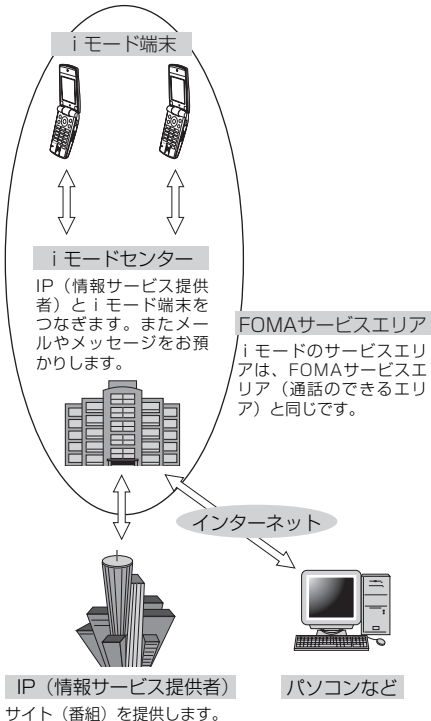 ｉモード端末
ｉモードセンター
IP（情報サービス提供
者）とｉモード端末を
つなぎます。またメー
ルやメッセージをお預
かりします。
FOMAサービスエリア
ｉモードのサービスエリ
アは、FOMAサービスエ
リア（通話のできるエリ
ア）と同じです。
インターネット
IP（情報サービス提供者）
サイト（番組）を提供します。
パソコンなど